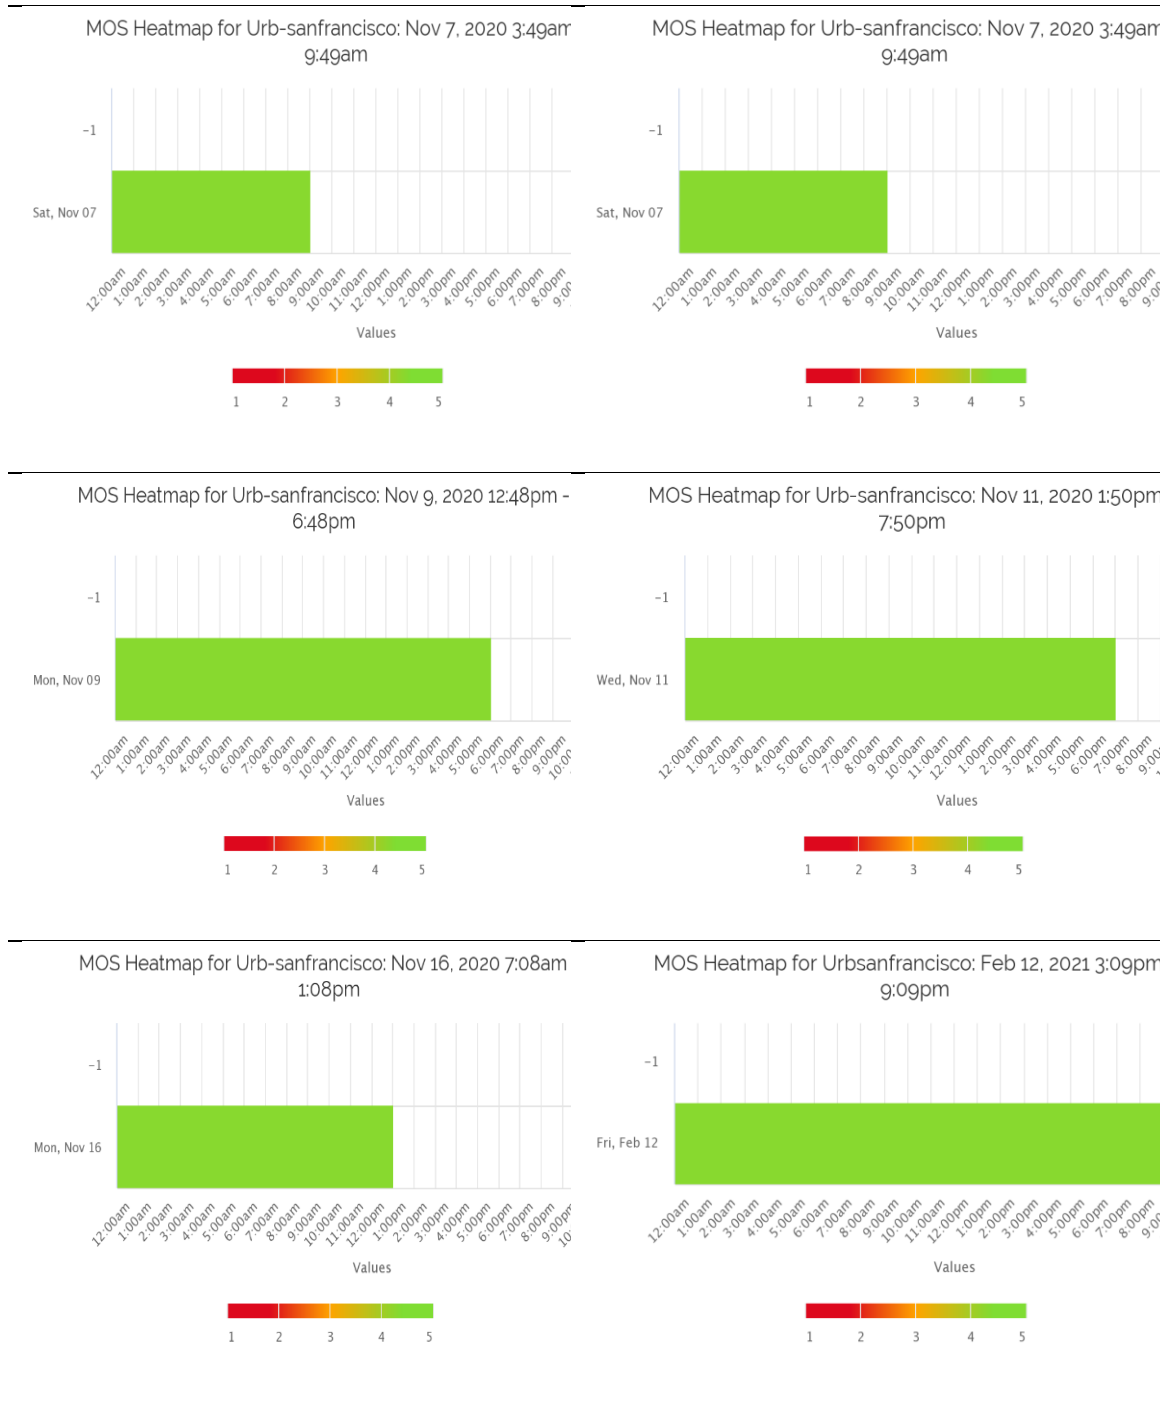 MOS Heatmap for Urb-sanfrancisco: Nov 7, 2020 3:49am
9:49am
-1
Sat, Nov 07
12:00am 1:00am 2:00am 3:00am 4:00am 5:00am 6:00am 7:00am 8:00am 9:00am 10:00am 11:00am 12:00pm 1:00pm 2:00pm 3:00pm 4:00pm 5:00pm 6:00pm 7:00pm 8:00pm
Values
1 2 3 4 5
MOS Heatmap for Urb-sanfrancisco: Nov 7, 2020 3:49am
9:49am
-1
Sat, Nov 07
12:00am 1:00am 2:00am 3:00am 4:00am 5:00am 6:00am 7:00am 8:00am 9:00am 10:00am 11:00am 12:00pm 1:00pm 2:00pm 3:00pm 4:00pm 5:00pm 6:00pm 7:00pm 8:00pm
Values
1 2 3 4 5
MOS Heatmap for Urb-sanfrancisco: Nov 9, 2020 12:48pm -
6:48pm
-1
Mon, Nov 09
12:00am 1:00am 2:00am 3:00am 4:00am 5:00am 6:00am 7:00am 8:00am 9:00am 10:00am 11:00am 12:00pm 1:00pm 2:00pm 3:00pm 4:00pm 5:00pm 6:00pm 7:00pm 8:00pm 9:00pm
Values
1 2 3 4 5
MOS Heatmap for Urb-sanfrancisco: Nov 11, 2020 1:50pm
7:50pm
-1
Wed, Nov 11
12:00am 1:00am 2:00am 3:00am 4:00am 5:00am 6:00am 7:00am 8:00am 9:00am 10:00am 11:00am 12:00pm 1:00pm 2:00pm 3:00pm 4:00pm 5:00pm 6:00pm 7:00pm 8:00pm
Values
1 2 3 4 5
MOS Heatmap for Urb-sanfrancisco: Nov 16, 2020 7:08am
1:08pm
-1
Mon, Nov 16
12:00am 1:00am 2:00am 3:00am 4:00am 5:00am 6:00am 7:00am 8:00am 9:00am 10:00am 11:00am 12:00pm 1:00pm 2:00pm 3:00pm 4:00pm 5:00pm 6:00pm 7:00pm 8:00pm 9:00pm
Values
1 2 3 4 5
MOS Heatmap for Urbsanfrancisco: Feb 12, 2021 3:09pm
9:09pm
-1
Fri, Feb 12
12:00am 1:00am 2:00am 3:00am 4:00am 5:00am 6:00am 7:00am 8:00am 9:00am 10:00am 11:00am 12:00pm 1:00pm 2:00pm 3:00pm 4:00pm 5:00pm 6:00pm 7:00pm 8:00pm
Values
1 2 3 4 5